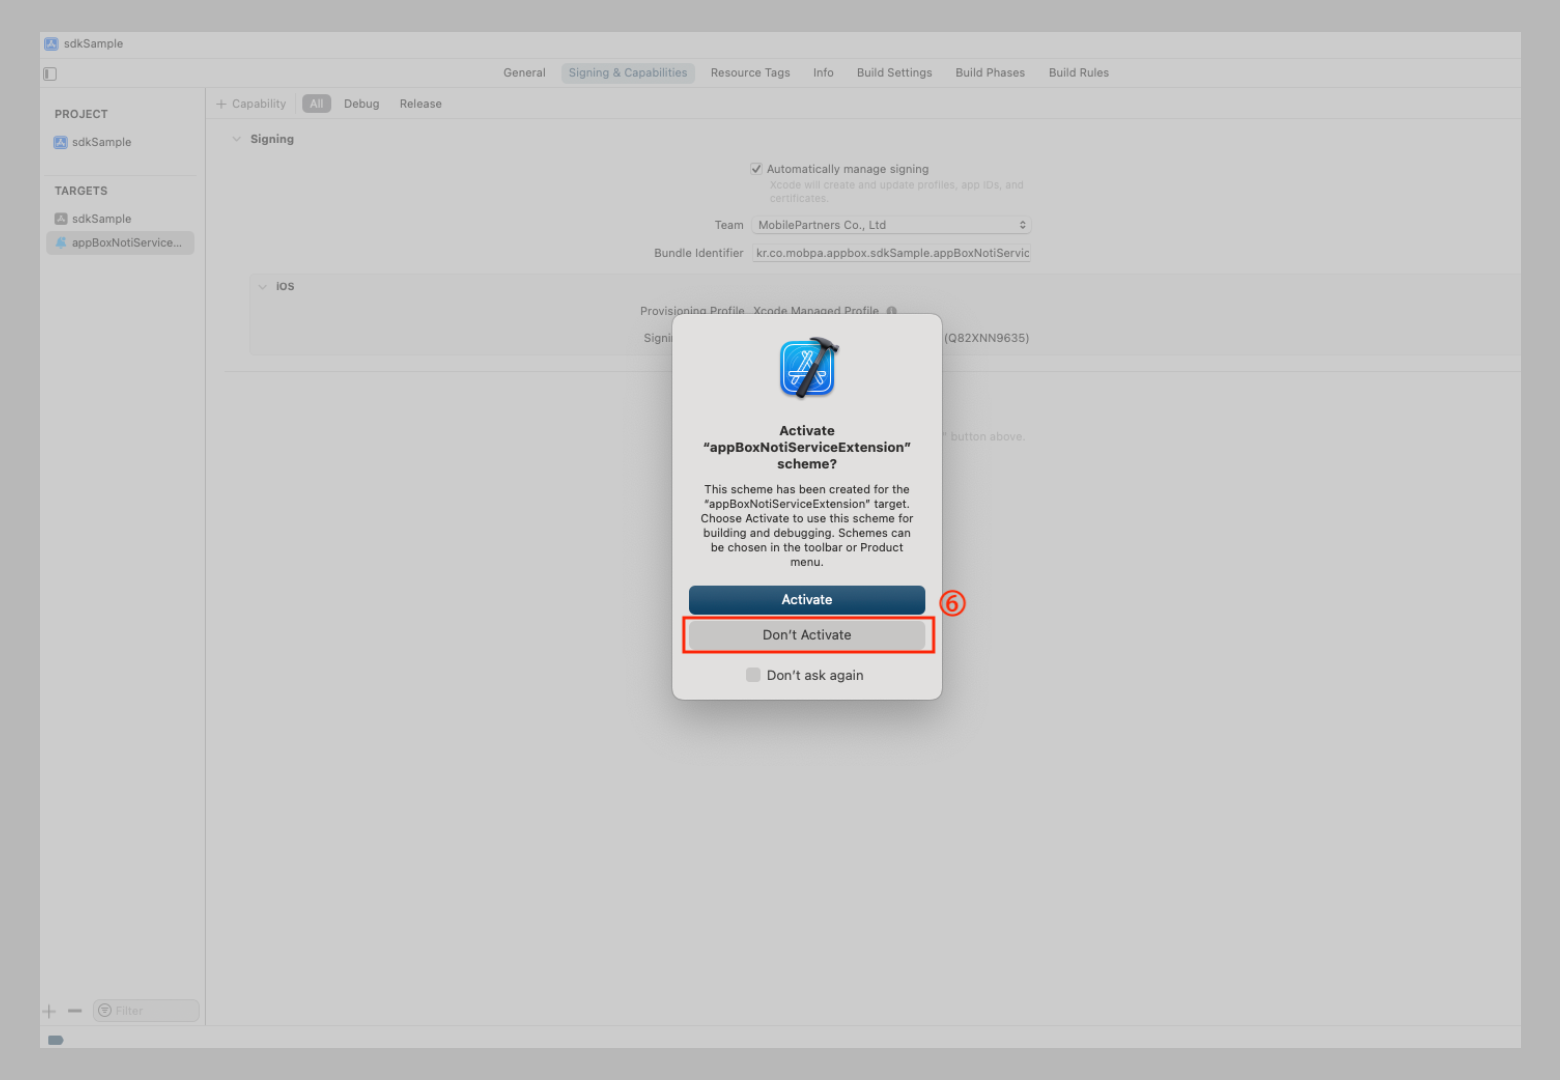 sdkSample
General Signing & Capabilities Resource Tags Info Build Settings Build Phases Build Rules
+ Capability All Debug Release
PROJECT
sdkSample
TARGETS
sdkSample
appBoxNotiService...
Signing
Automatically manage signing
Xcode will create and update profiles, app IDs, and
certificates.
Team MobilePartners Co., Ltd
Bundle Identifier kr.co.mobpa.appbox.sdkSample.appBoxNotiServic
iOS
Provisioning Profile Xcode Managed Profile
Signi (Q82XNN9635)
" button above.
Activate
“appBoxNotiServiceExtension”
scheme?
This scheme has been created for the
“appBoxNotiServiceExtension” target.
Choose Activate to use this scheme for
building and debugging. Schemes can
be chosen in the toolbar or Product
menu.
Activate
⑥
Don't Activate
Don't ask again
Filter